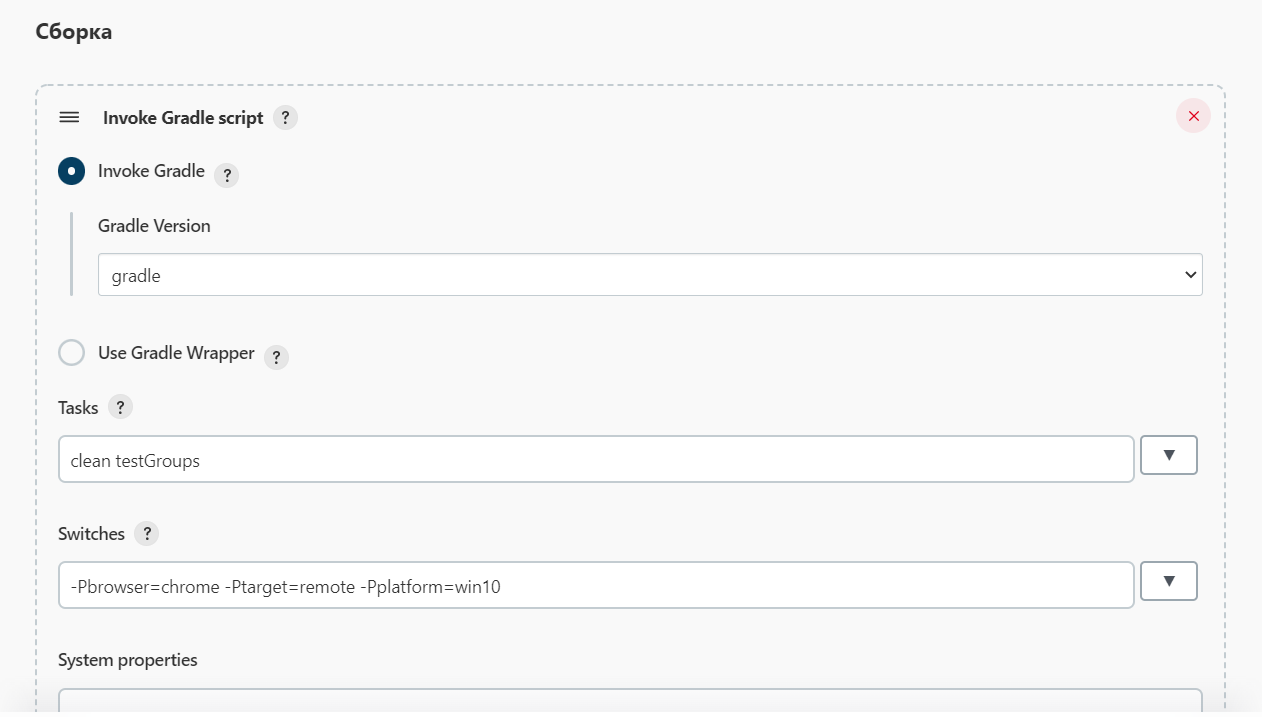 Сборка
Invoke Gradle script ?
Invoke Gradle ?
Gradle Version
gradle
Use Gradle Wrapper ?
Tasks ?
clean testGroups
Switches ?
-Pbrowser=chrome -Ptarget=remote -Pplatform=win10
System properties